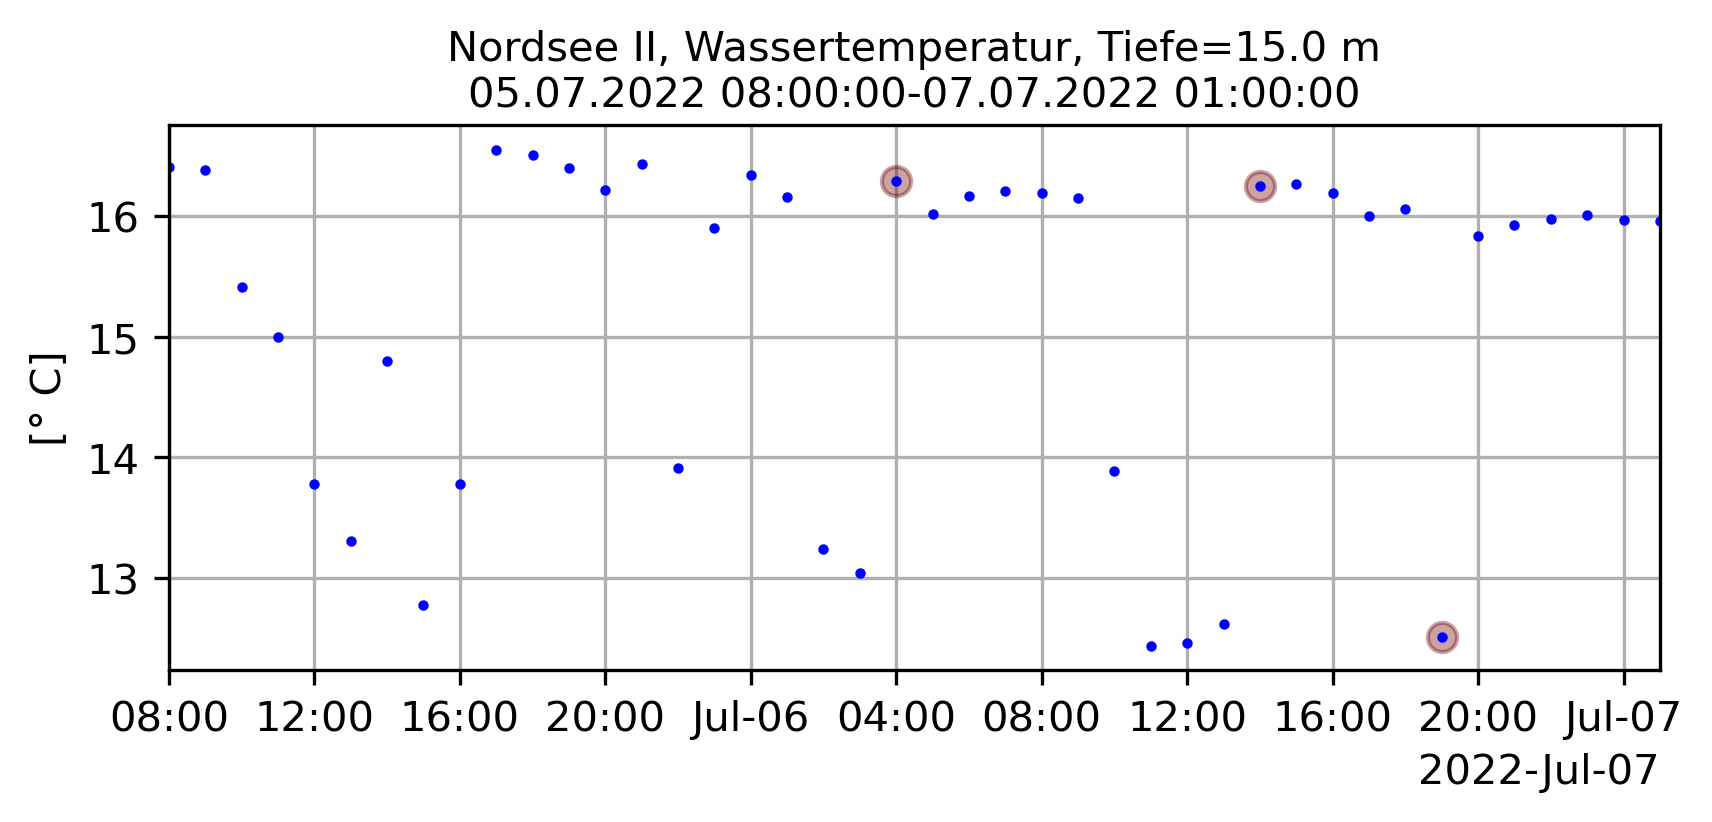 Nordsee II, Wassertemperatur, Tiefe=15.0 m
05.07.2022 08:00:00-07.07.2022 01:00:00
[° C]
16
15
14
13
08:00 12:00 16:00 20:00 Jul-06 04:00 08:00 12:00 16:00 20:00 Jul-07
2022-Jul-07